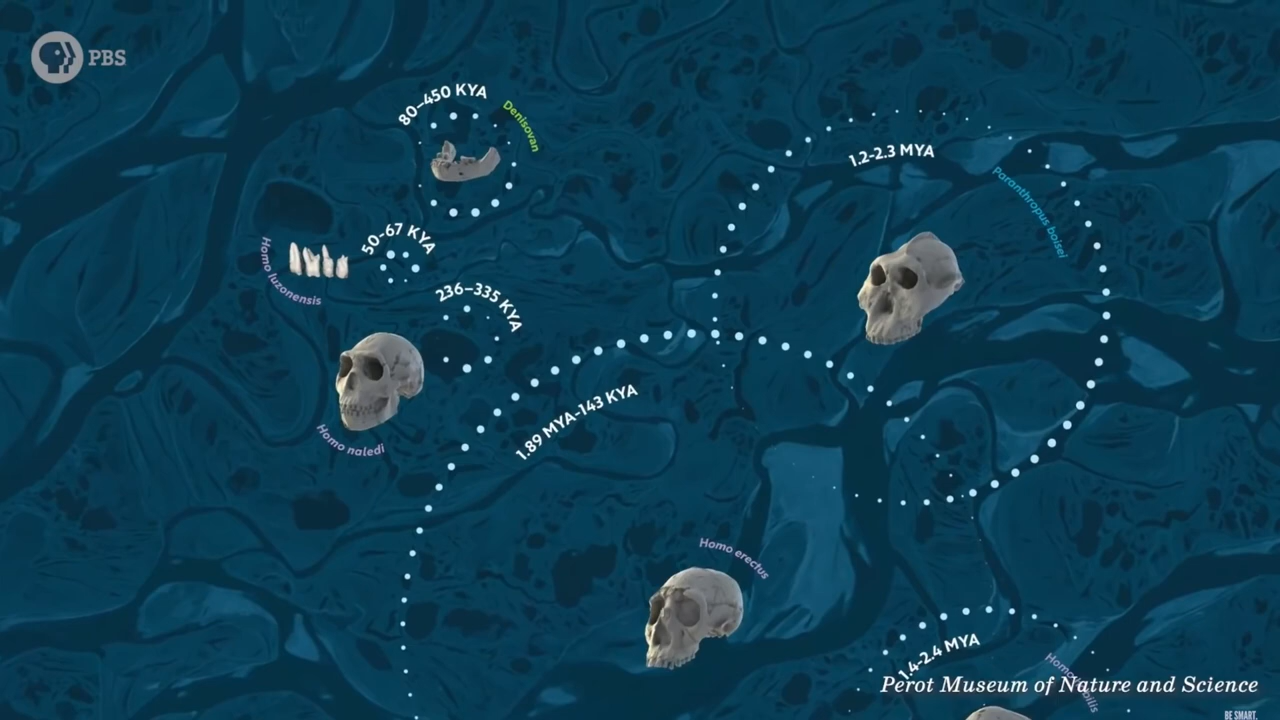 PBS
80–450 KYA
Denisovan
1.2-2.3 MYA
Paranthropus boisei
50-67 KYA
Homo luzonensis
236–335 KYA
1.89 MYA-143 KYA
Homo naledi
Homo erectus
1.4-2.4 MYA
Perot Museum of Nature and Science
BE SMART.